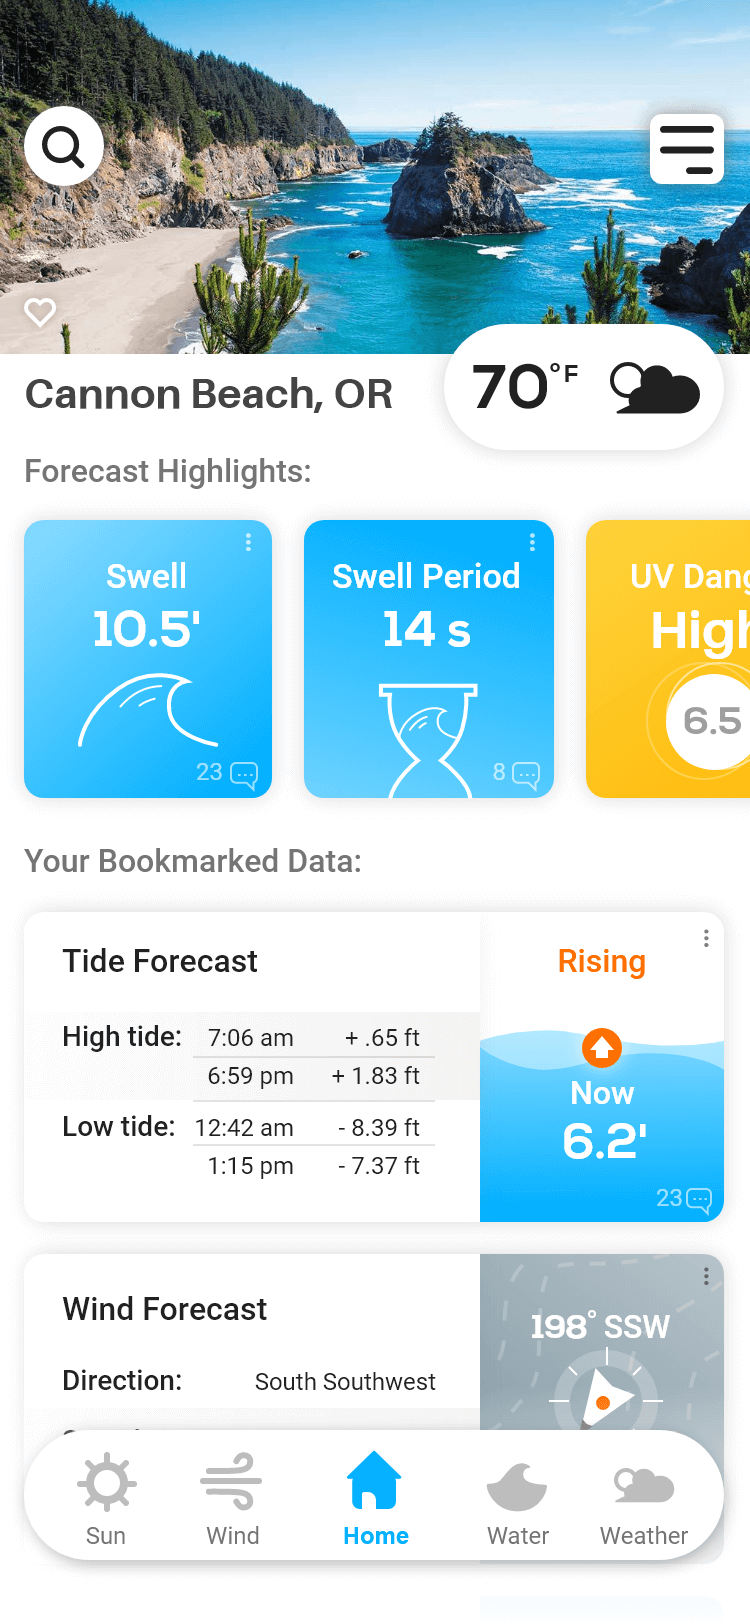 Cannon Beach, OR
70°F
Forecast Highlights:
Swell
10.5'
23
Swell Period
14 s
8
UV Dang
High
6.5
Your Bookmarked Data:
Tide Forecast
High tide: 7:06 am + .65 ft
6:59 pm + 1.83 ft
Low tide: 12:42 am - 8.39 ft
1:15 pm - 7.37 ft
Rising
Now
6.2'
23
Wind Forecast
Direction: South Southwest
198° SSW
Sun
Wind
Home
Water
Weather